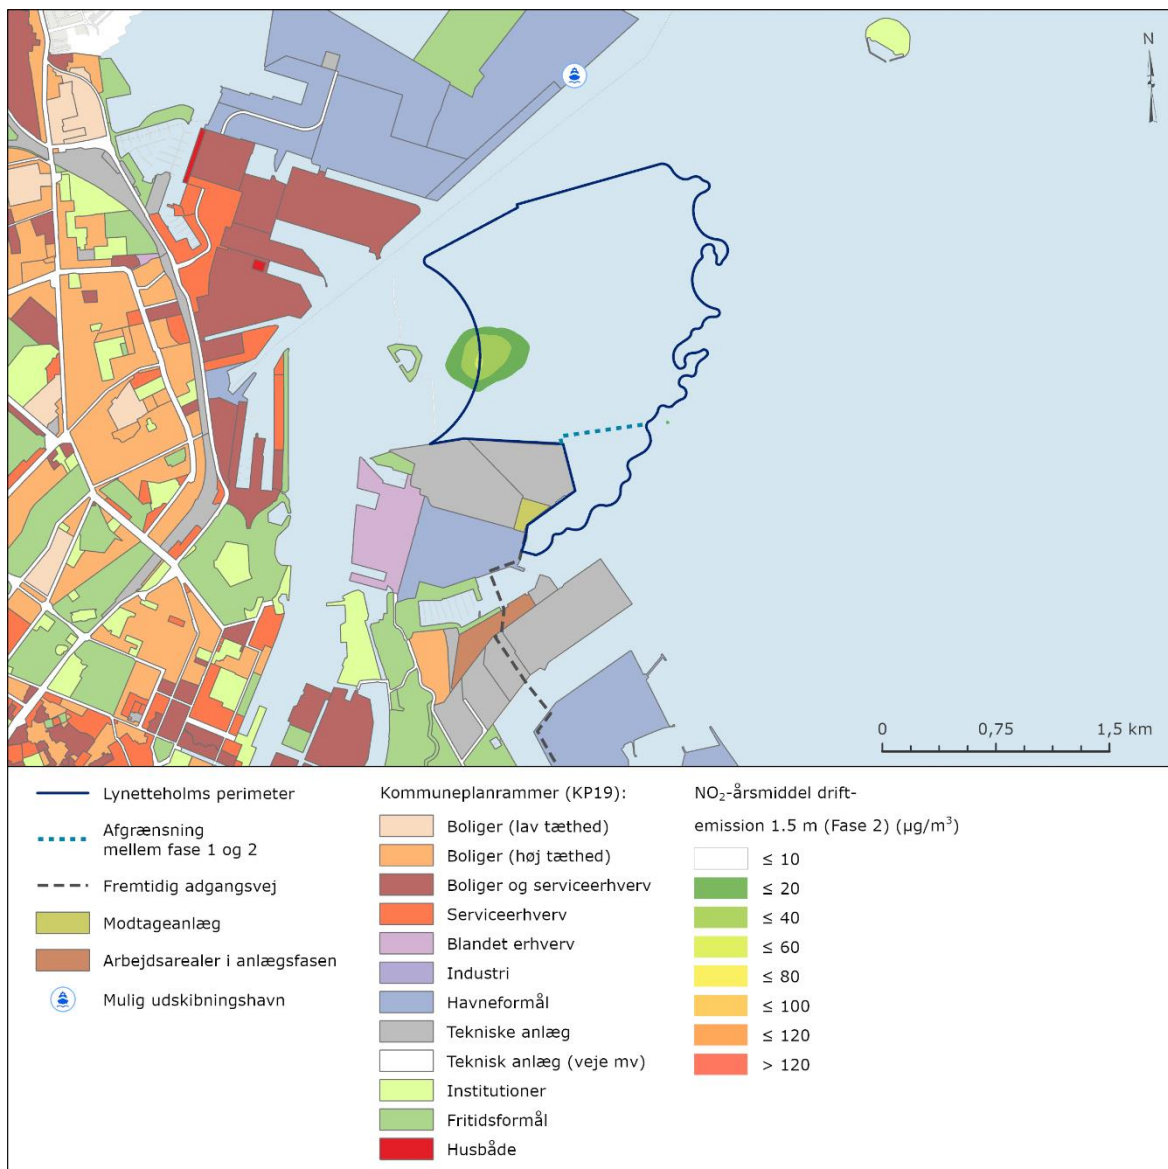 N
0
0,75
1,5 km
Lynetteholms perimeter
Afgrænsning
mellem fase 1 og 2
Fremtidig adgangsvej
Modtageanlæg
Arbejdsarealer i anlægsfasen
Mulig udskibningshavn
Kommuneplanrammer (KP19):
Boliger (lav tæthed)
Boliger (høj tæthed)
Boliger og serviceerhverv
Serviceerhverv
Blandet erhverv
Industri
Havneformål
Tekniske anlæg
Teknisk anlæg (veje mv)
Institutioner
Fritidsformål
Husbåde
NO₂-årsmiddel drift-
emission 1.5 m (Fase 2) (µg/m³)
≤ 10
≤ 20
≤ 40
≤ 60
≤ 80
≤ 100
≤ 120
> 120